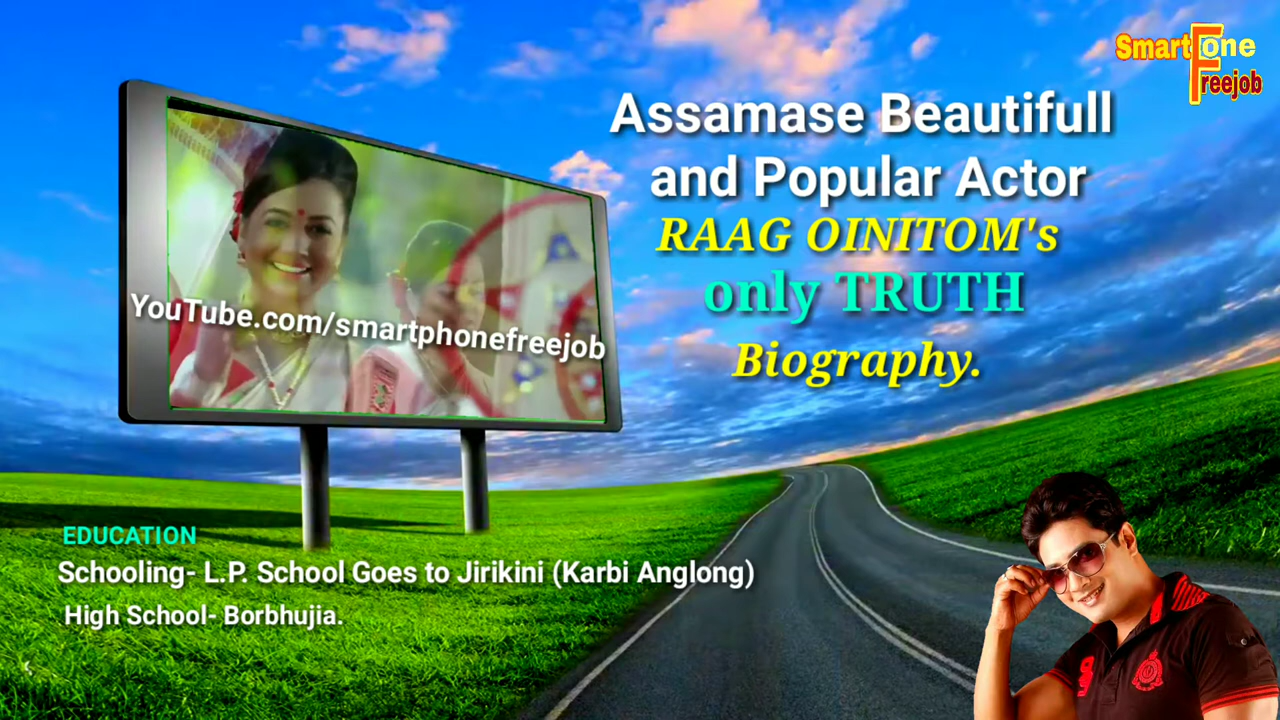 Smart Fone
Freejob
Assamase Beautifull
and Popular Actor
RAAG OINITOM's
only TRUTH
Biography.
YouTube.com/smartphonefreejob
EDUCATION
Schooling- L.P. School Goes to Jirikini (Karbi Anglong)
High School- Borbhujia.